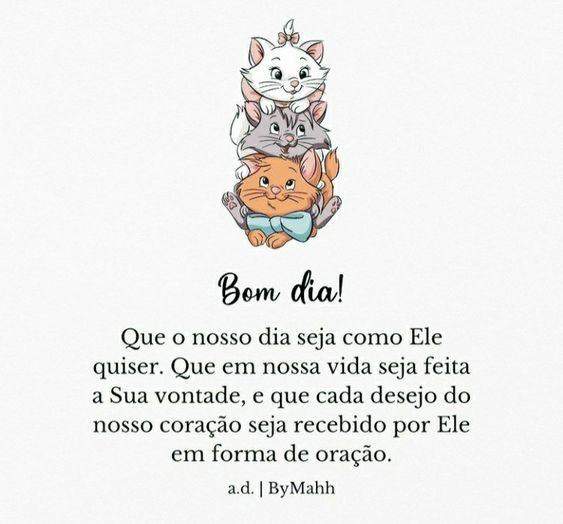 Bom dia!
Que o nosso dia seja como Ele
quiser. Que em nossa vida seja feita
a Sua vontade, e que cada desejo do
nosso coração seja recebido por Ele
em forma de oração.
a.d. | ByMahh